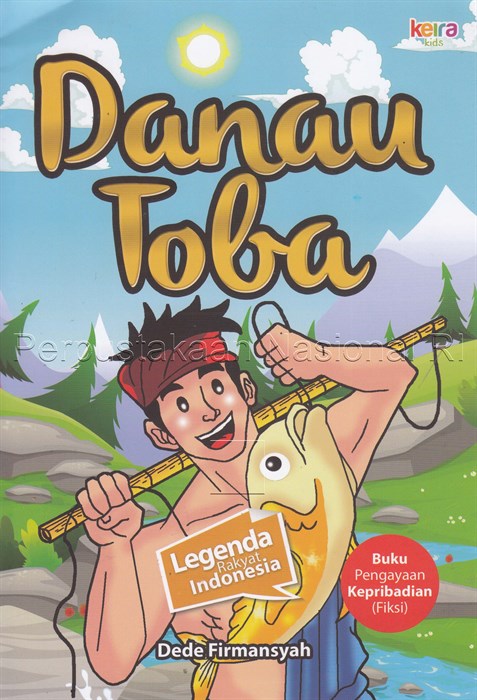 keira
kids
Danau
Toba
Perpustakaan Nasional RI
Legenda
Rakyat
Indonesia
Buku
Pengayaan
Kepribadian
(Fiksi)
Dede Firmansyah